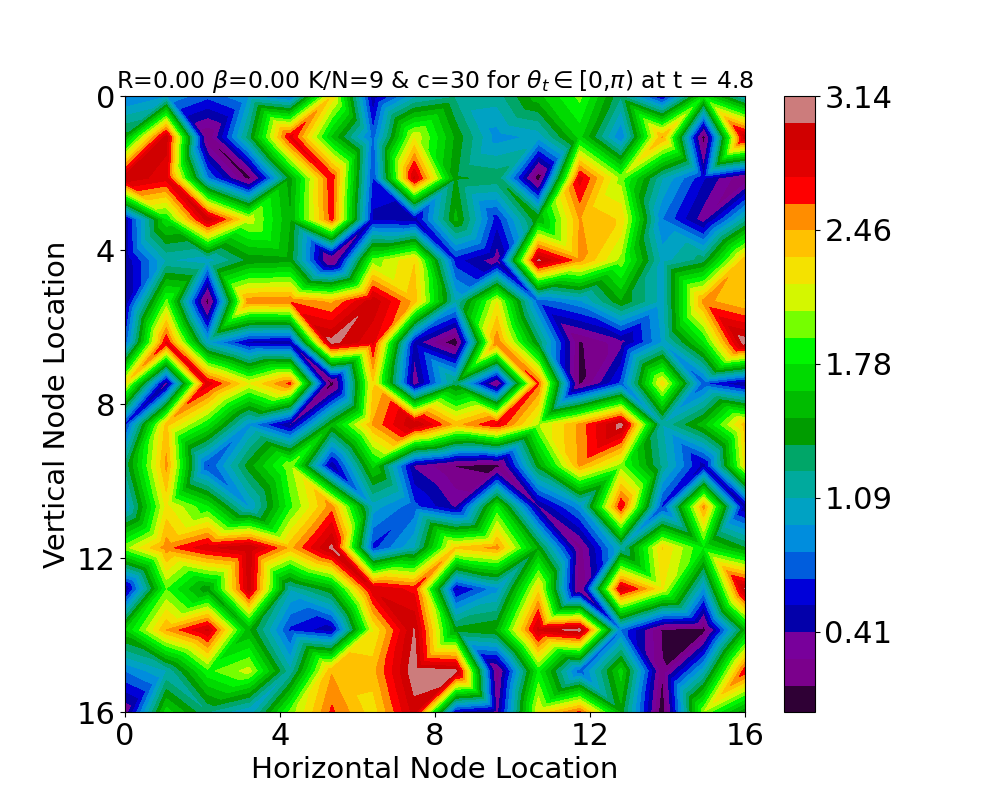 R=0.00 β=0.00 K/N=9 & c=30 for θₜ ∈ [0,π) at t = 4.8
0
4
8
12
16
Vertical Node Location
0 4 8 12 16
Horizontal Node Location
3.14
2.46
1.78
1.09
0.41